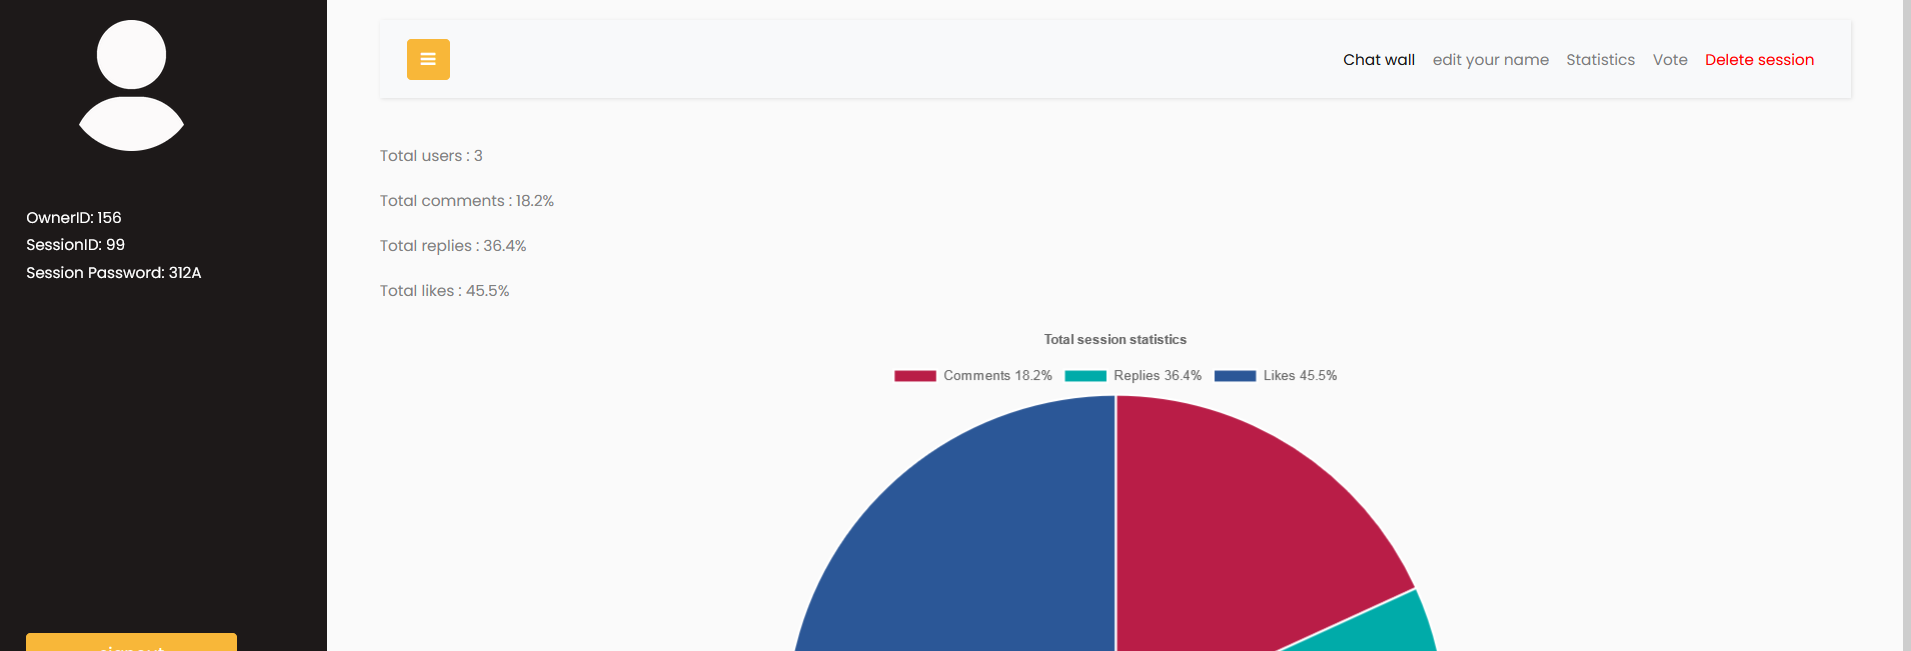 OwnerID: 156
SessionID: 99
Session Password: 312A
signout
Chat wall edit your name Statistics Vote Delete session
Total users : 3
Total comments : 18.2%
Total replies : 36.4%
Total likes : 45.5%
Total session statistics
Comments 18.2% Replies 36.4% Likes 45.5%